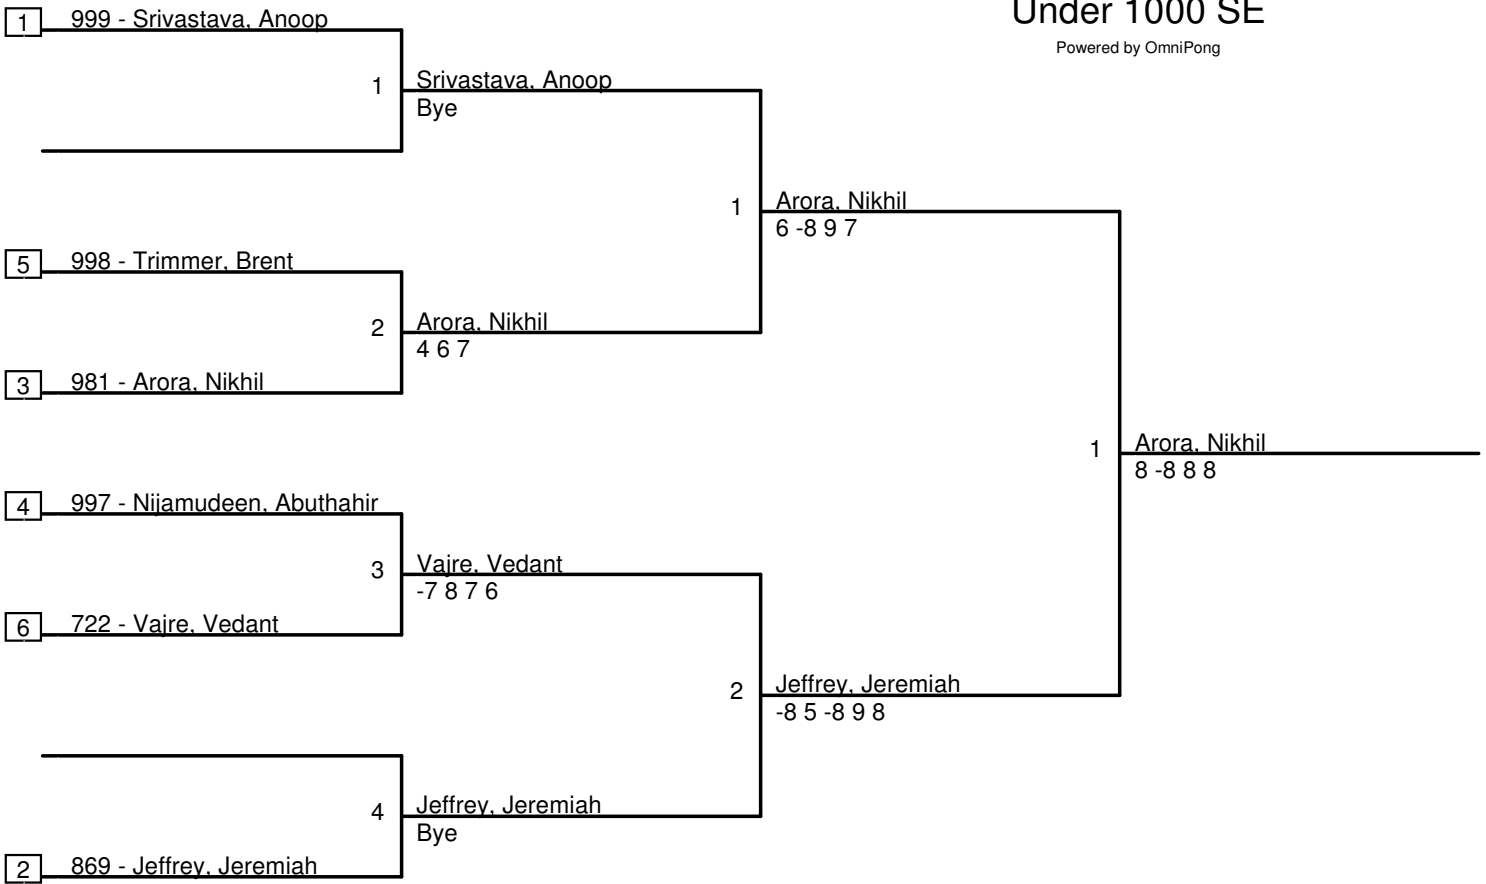 Under 1000 SE
Powered by OmniPong
1 999 - Srivastava, Anoop
1 Srivastava, Anoop
Bye
1 Arora, Nikhil
6 -8 9 7
5 998 - Trimmer, Brent
2 Arora, Nikhil
4 6 7
3 981 - Arora, Nikhil
1 Arora, Nikhil
8 -8 8 8
4 997 - Nijamudeen, Abuthahir
3 Vajre, Vedant
-7 8 7 6
6 722 - Vajre, Vedant
2 Jeffrey, Jeremiah
-8 5 -8 9 8
4 Jeffrey, Jeremiah
Bye
2 869 - Jeffrey, Jeremiah